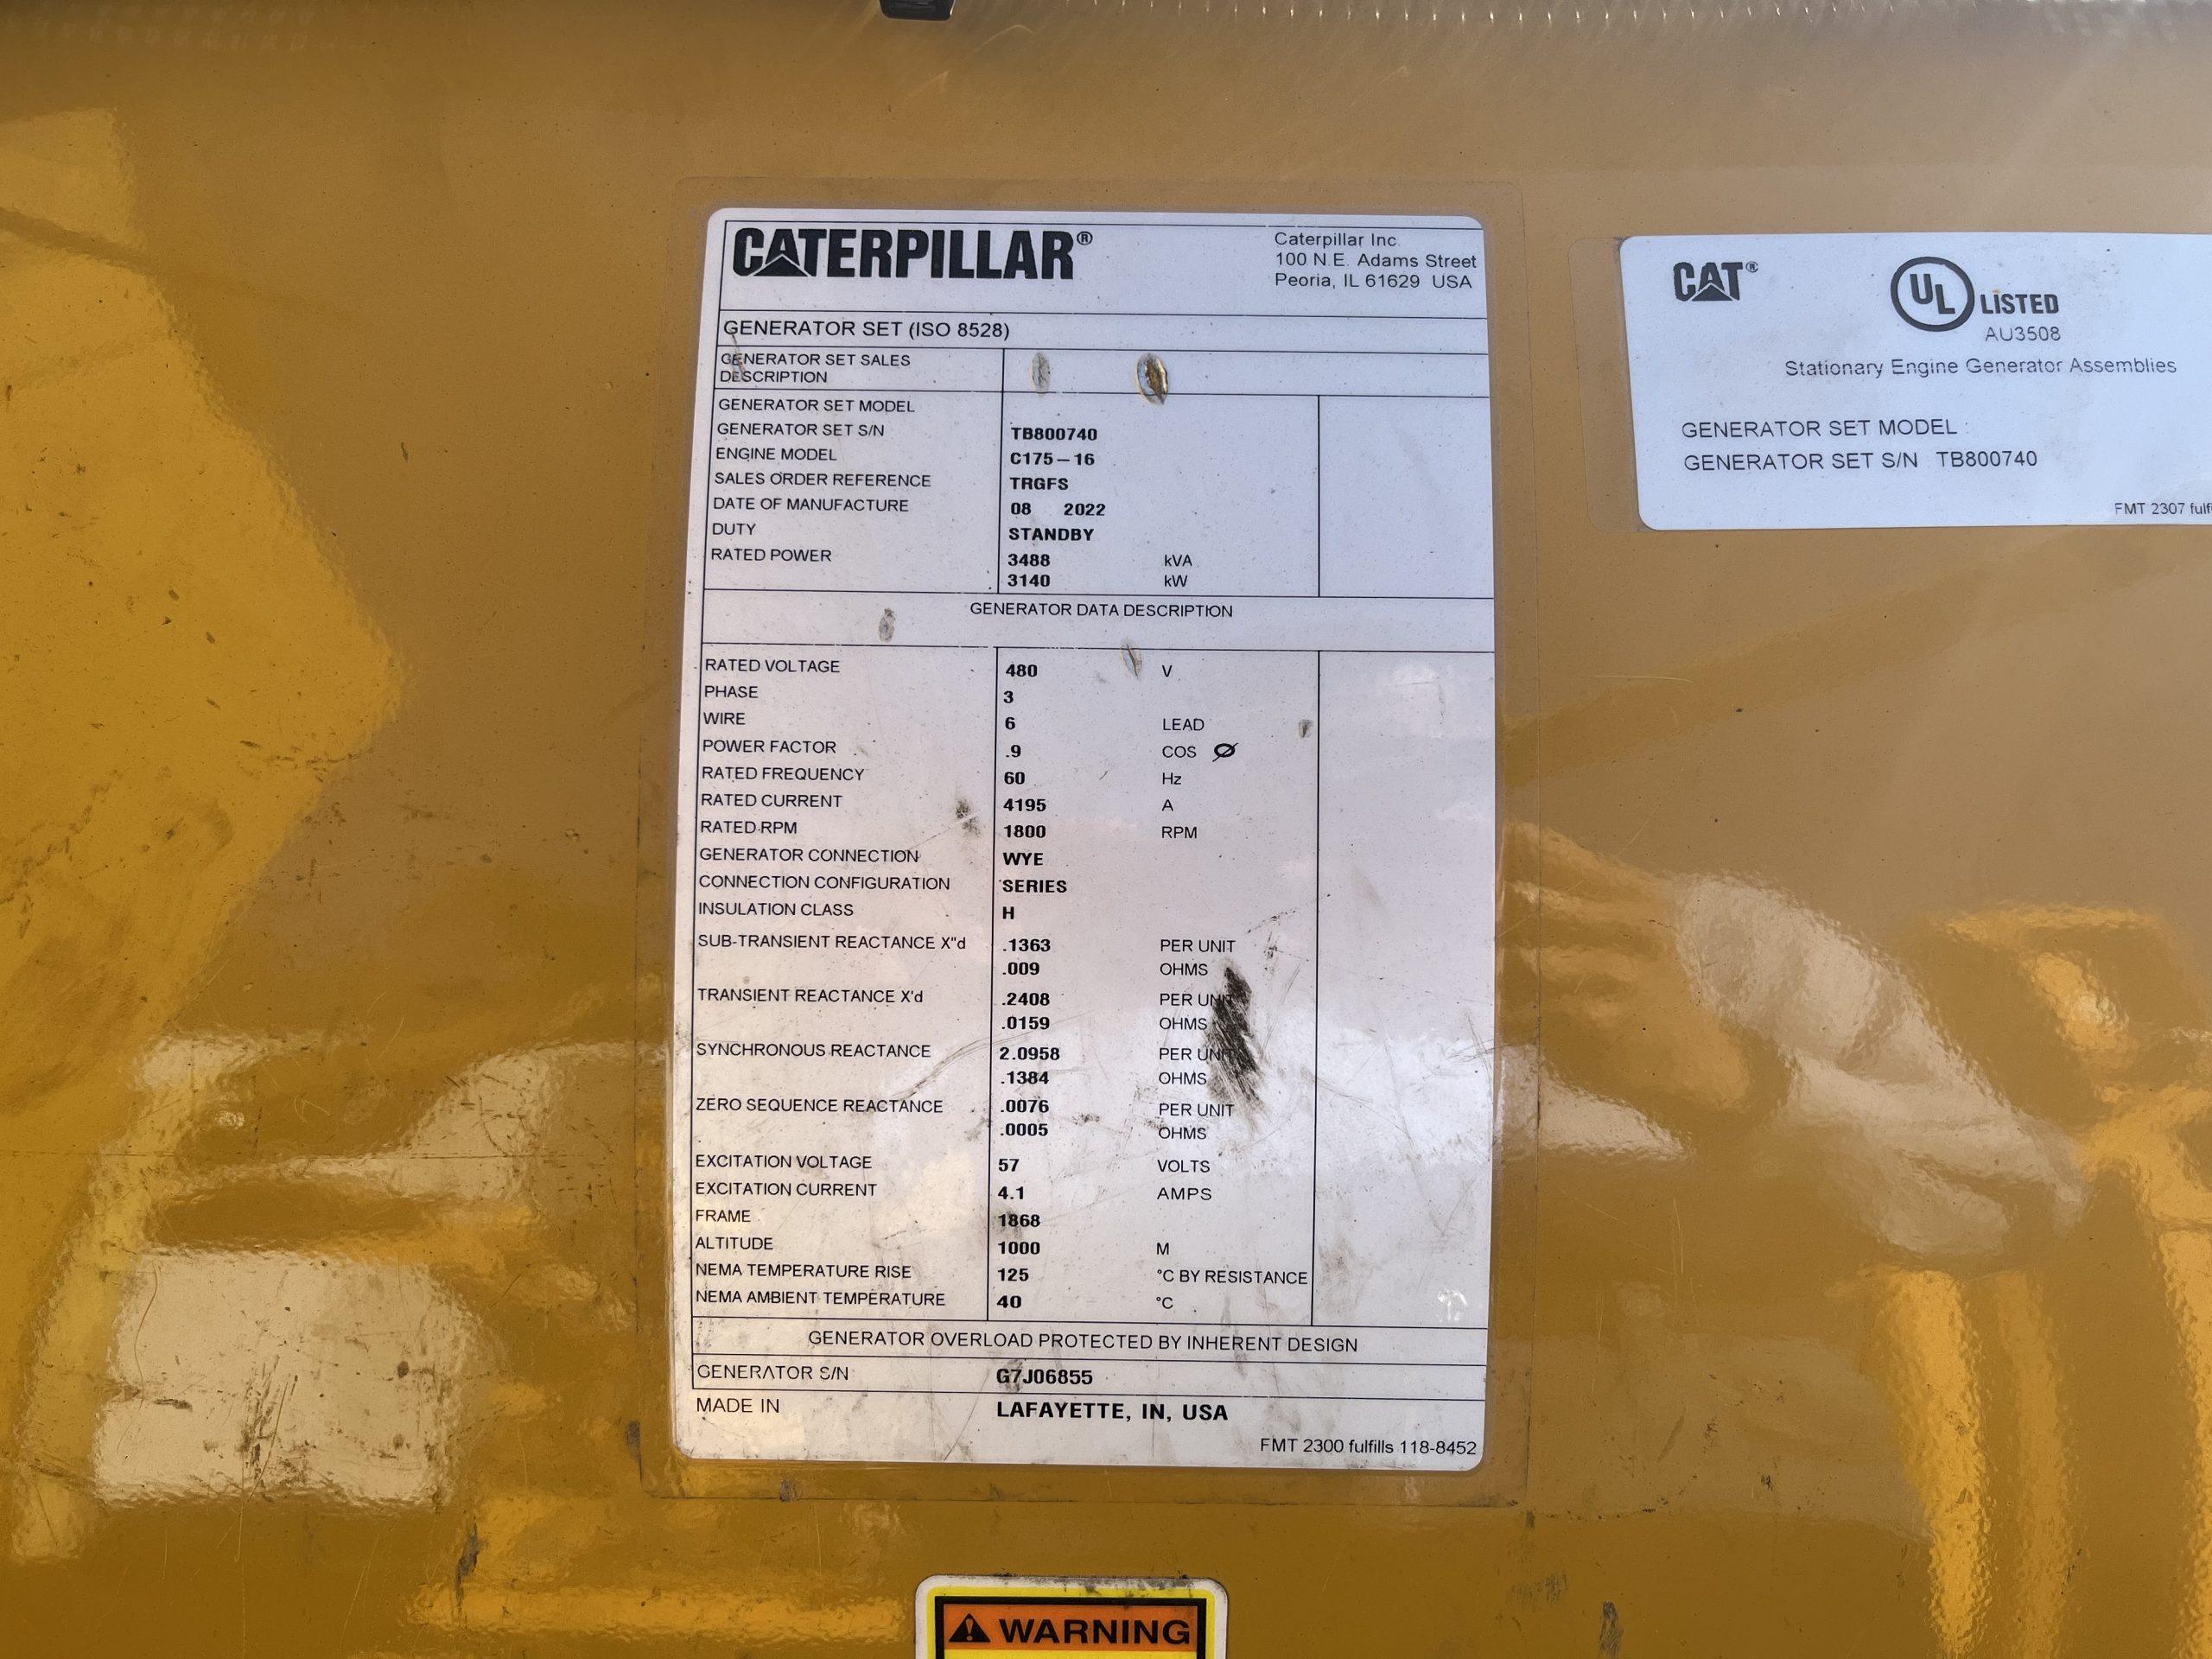 CATERPILLAR®
Caterpillar Inc.
100 N.E. Adams Street
Peoria, IL 61629 USA
GENERATOR SET (ISO 8528)
GENERATOR SET SALES
DESCRIPTION
GENERATOR SET MODEL
GENERATOR SET S/N TB800740
ENGINE MODEL C175-16
SALES ORDER REFERENCE TRGFS
DATE OF MANUFACTURE 08 2022
DUTY STANDBY
RATED POWER 3488 kVA
3140 kW
GENERATOR DATA DESCRIPTION
RATED VOLTAGE 480 V
PHASE 3
WIRE 6 LEAD
POWER FACTOR .9 COS Ø
RATED FREQUENCY 60 Hz
RATED CURRENT 4195 A
RATED RPM 1800 RPM
GENERATOR CONNECTION WYE
CONNECTION CONFIGURATION SERIES
INSULATION CLASS H
SUB-TRANSIENT REACTANCE X"d .1363 PER UNIT
.009 OHMS
TRANSIENT REACTANCE X'd .2408 PER UNIT
.0159 OHMS
SYNCHRONOUS REACTANCE 2.0958 PER UNIT
.1384 OHMS
ZERO SEQUENCE REACTANCE .0076 PER UNIT
.0005 OHMS
EXCITATION VOLTAGE 57 VOLTS
EXCITATION CURRENT 4.1 AMPS
FRAME 1868
ALTITUDE 1000 M
NEMA TEMPERATURE RISE 125 °C BY RESISTANCE
NEMA AMBIENT TEMPERATURE 40 °C
GENERATOR OVERLOAD PROTECTED BY INHERENT DESIGN
GENERATOR S/N G7J06855
MADE IN LAFAYETTE, IN, USA
FMT 2300 fulfills 118-8452
CAT®
UL LISTED
AU3508
Stationary Engine Generator Assemblies
GENERATOR SET MODEL :
GENERATOR SET S/N TB800740
FMT 2307
WARNING